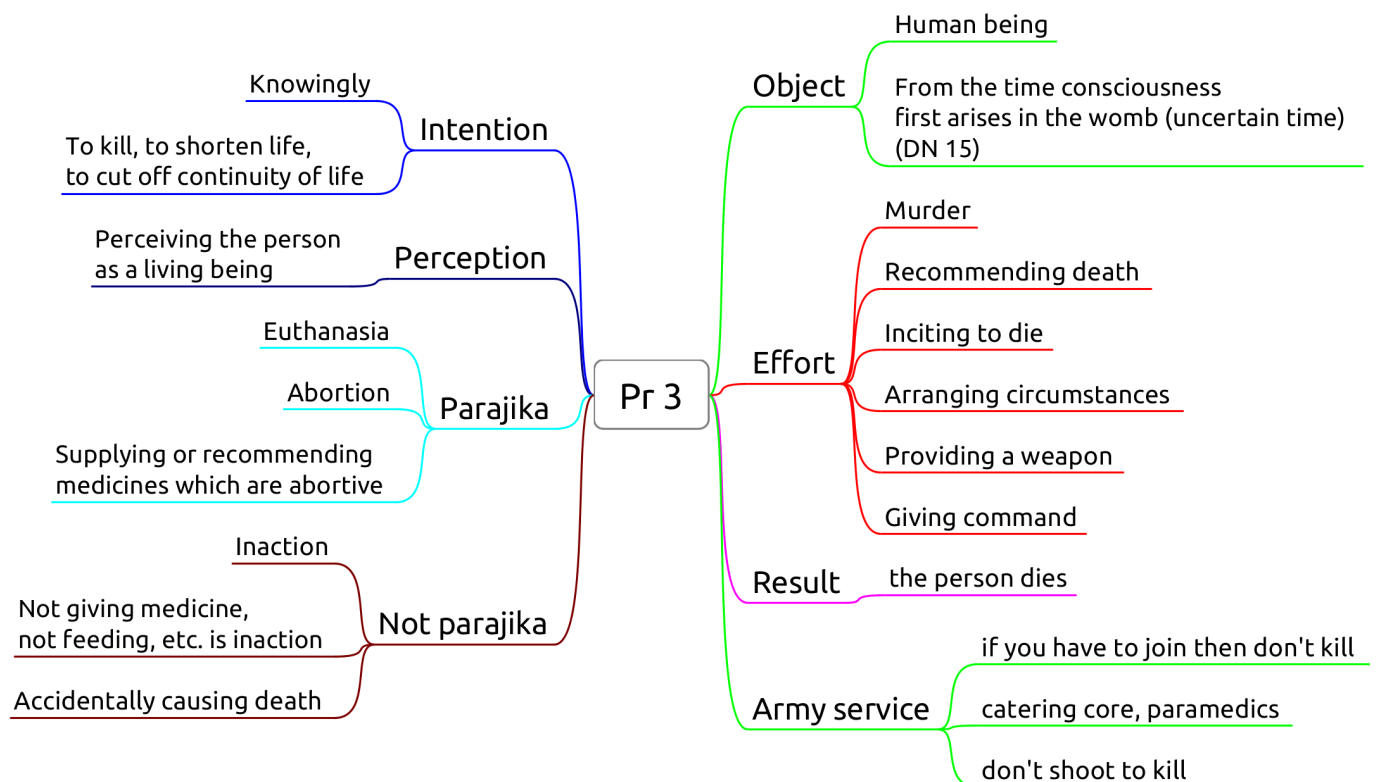 Pr 3
Intention
Knowingly
To kill, to shorten life,
to cut off continuity of life
Perception
Perceiving the person
as a living being
Parajika
Euthanasia
Abortion
Supplying or recommending
medicines which are abortive
Not parajika
Inaction
Not giving medicine,
not feeding, etc. is inaction
Accidentally causing death
Object
Human being
From the time consciousness
first arises in the womb (uncertain time)
(DN 15)
Effort
Murder
Recommending death
Inciting to die
Arranging circumstances
Providing a weapon
Giving command
Result
the person dies
Army service
if you have to join then don't kill
catering core, paramedics
don't shoot to kill